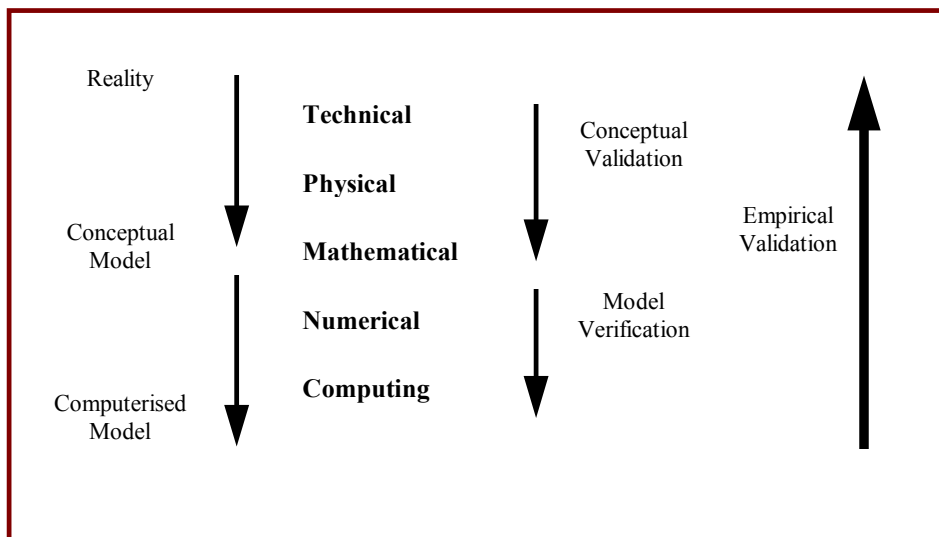 Reality
Conceptual
Model
Computerised
Model
Technical
Physical
Mathematical
Numerical
Computing
Conceptual
Validation
Model
Verification
Empirical
Validation